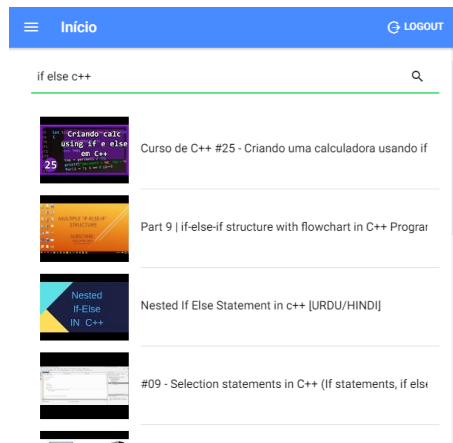 Início
LOGOUT
if else c++
Criando calc
using if e else
em C++
25
Curso de C++ #25 - Criando uma calculadora usando if
MULTIPLE IF-ELSE-IF
STRUCTURE
SUBSCRIBE
Part 9 | if-else-if structure with flowchart in C++ Program
Nested
If-Else
IN C++
Nested If Else Statement in c++ [URDU/HINDI]
#09 - Selection statements in C++ (If statements, if else